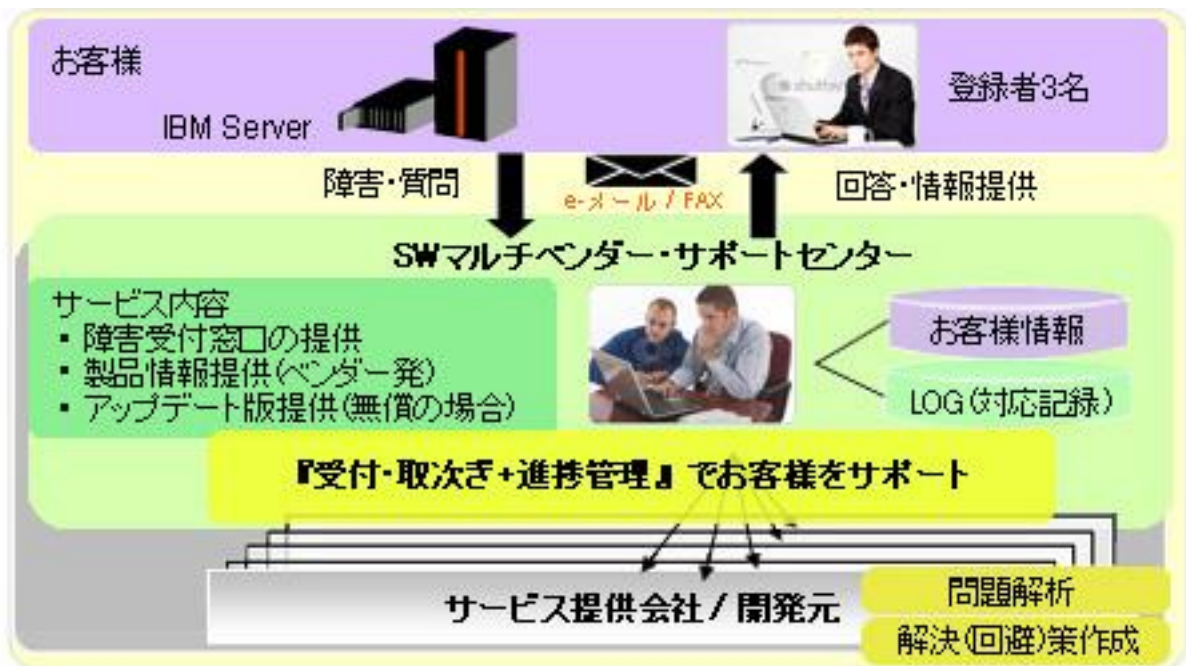 お客様
IBM Server
登録者3名
障害・質問
e-メール / FAX
回答・情報提供
SWマルチベンダー・サポートセンター
サービス内容
▪ 障害受付窓口の提供
▪ 製品情報提供(ベンダー発)
▪ アップデート版提供(無償の場合)
お客様情報
LOG(対応記録)
『受付・取次ぎ+進捗管理』でお客様をサポート
サービス提供会社 / 開発元
問題解析
解決(回避)策作成